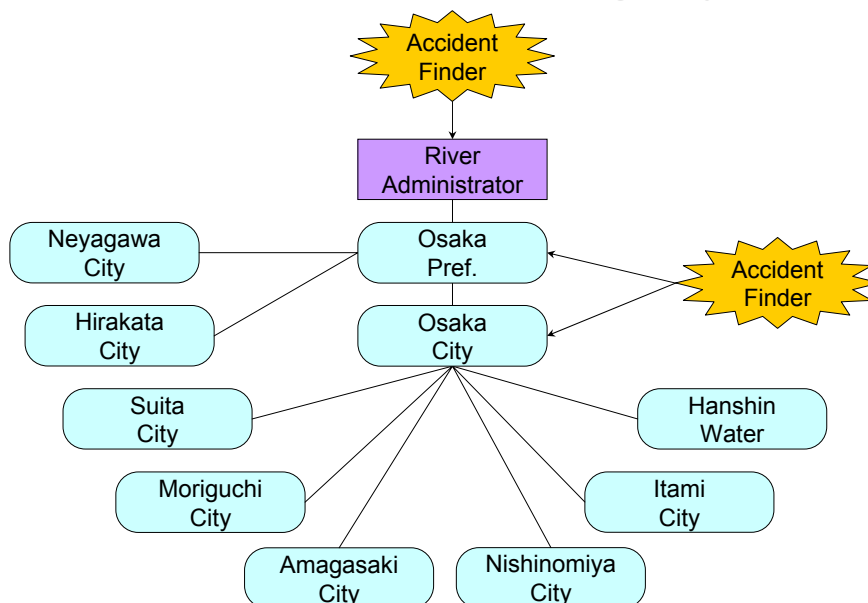 Accident
Finder
River
Administrator
Neyagawa
City
Osaka
Pref.
Accident
Finder
Hirakata
City
Osaka
City
Suita
City
Hanshin
Water
Moriguchi
City
Itami
City
Amagasaki
City
Nishinomiya
City